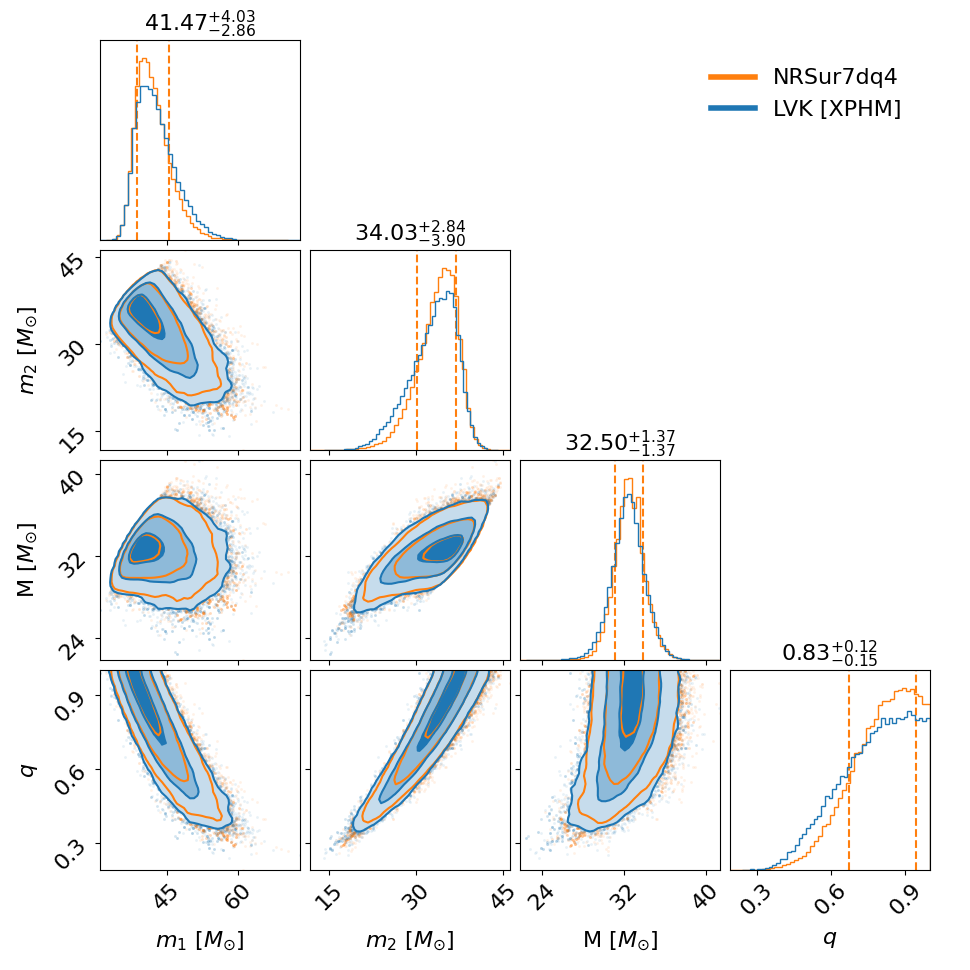 41.47+4.03−2.86
NRSur7dq4
LVK [XPHM]
34.03+2.84−3.90
45
30
15
m₂ [M⊙]
32.50+1.37−1.37
40
32
24
M [M⊙]
0.83+0.12−0.15
0.9
0.6
0.3
q
45 60
15 30 45
24 32 40
0.3 0.6 0.9
m₁ [M⊙] m₂ [M⊙] M [M⊙] q